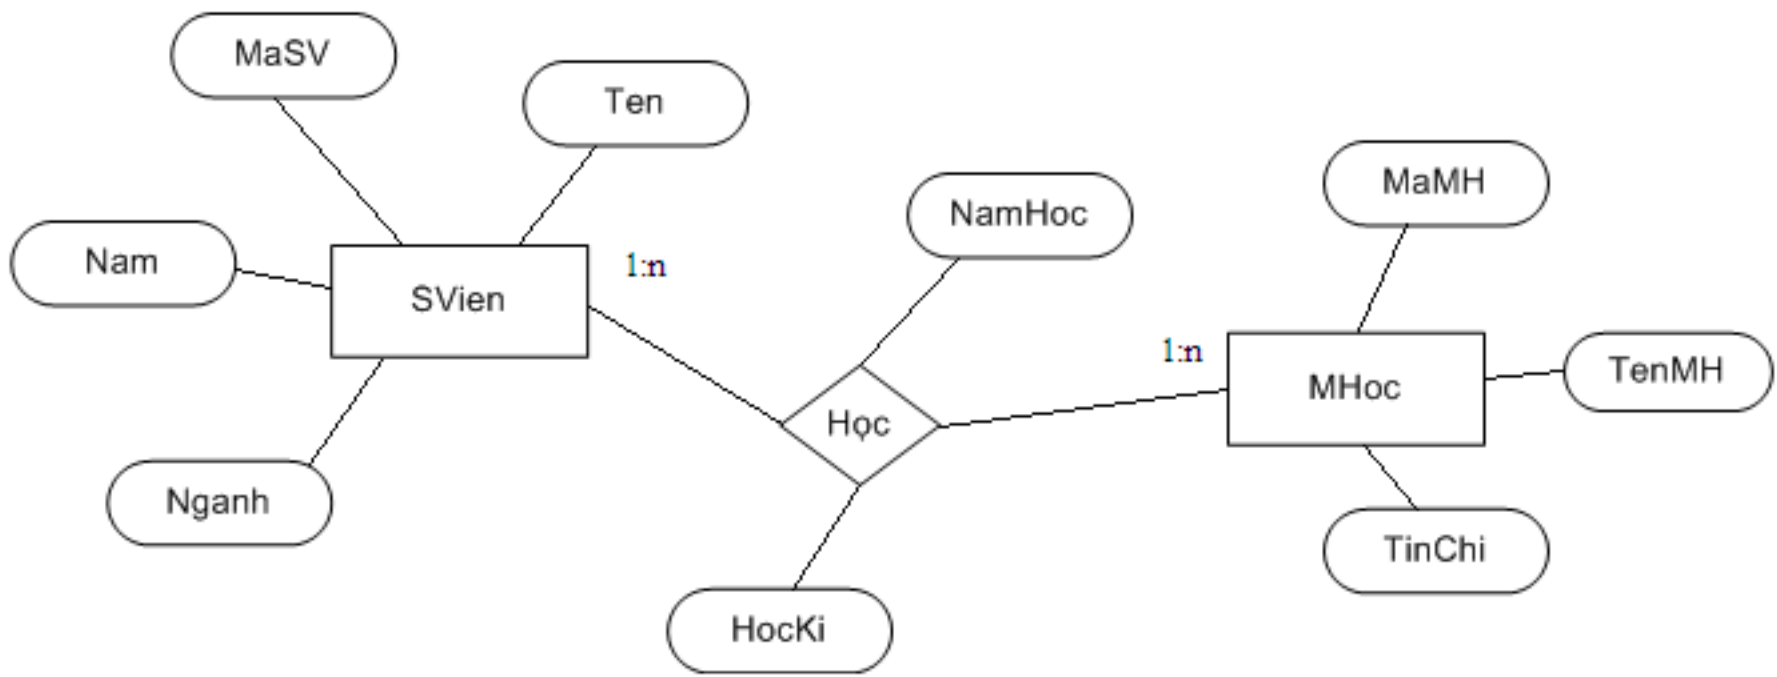 MaSV
Ten
MaMH
NamHoc
Nam
1:n
SVien
1:n
TenMH
MHoc
Học
Nganh
TinChi
HocKi